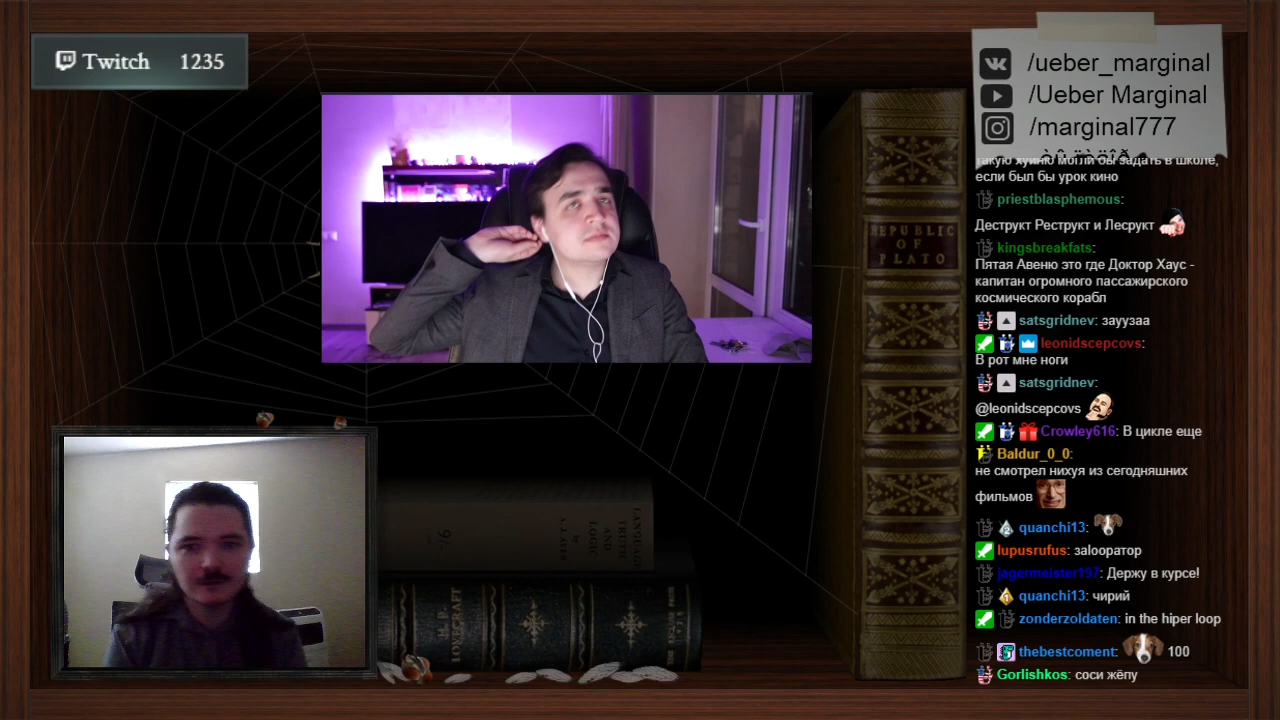 Twitch 1235
/ueber_marginal
/Ueber Marginal
/marginal777
такую хуйню могли бы задать в школе,
если был бы урок кино
priestblasphemous:
Деструкт Реструкт и Лесрукт
kingsbreakfats:
Пятая Авеню это где Доктор Хаус -
капитан огромного пассажирского
космического корабл
satsgridnev: зауузаа
leonidscepcovs:
В рот мне ноги
satsgridnev:
@leonidscepcovs
Crowley616: В цикле еще
Baldur_0_0:
не смотрел нихуя из сегодняшних
фильмов
quanchi13:
lupusrufus: залооратор
jagermeister197: Держу в курсе!
quanchi13: чирий
zonderzoldaten: in the hiper loop
thebestcoment: 100
Gorlishkos: соси жёпу
REPUBLIC
OF
PLATO
LANGUAGE
TRUTH
AND
LOGIC
by
A.J.AYER
H. P.
LOVECRAFT